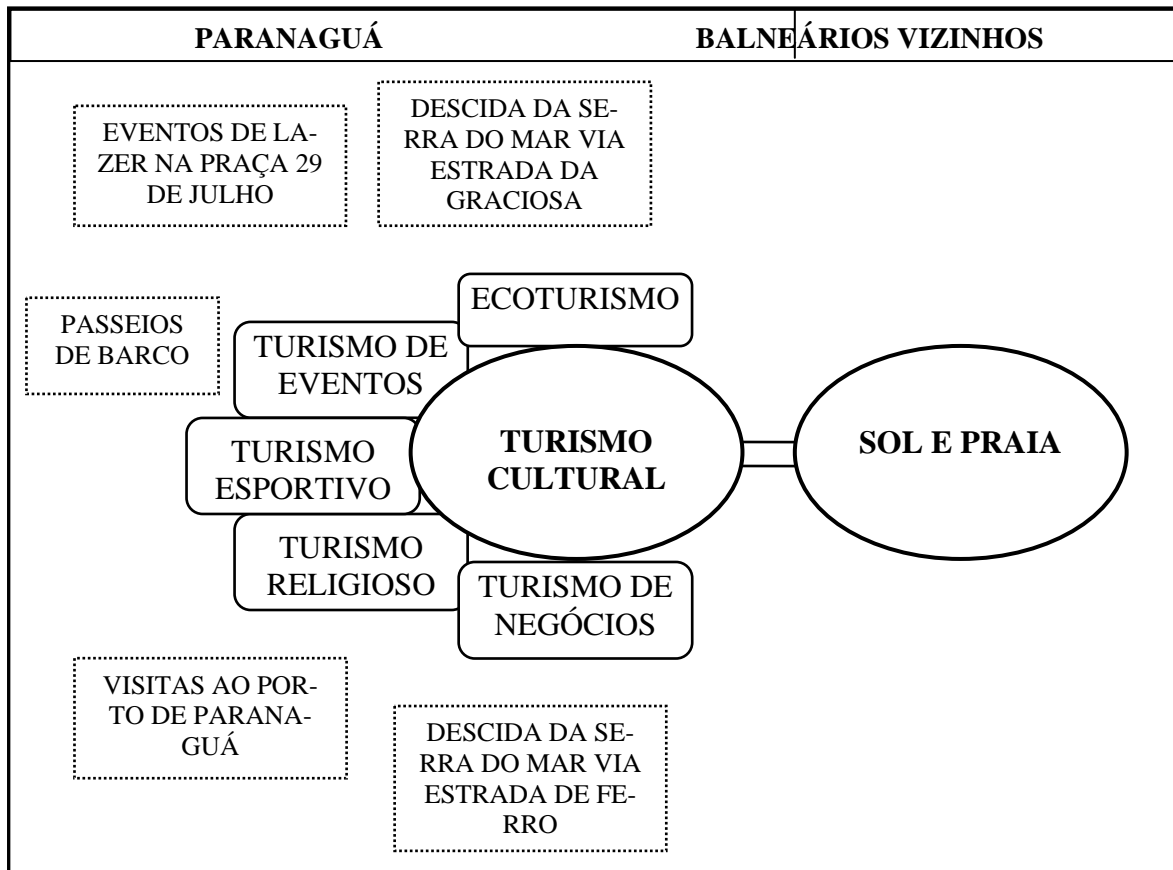 PARANAGUÁ
BALNEÁRIOS VIZINHOS
EVENTOS DE LA-
ZER NA PRAÇA 29
DE JULHO
DESCIDA DA SE-
RRA DO MAR VIA
ESTRADA DA
GRACIOSA
ECOTURISMO
PASSEIOS
DE BARCO
TURISMO DE
EVENTOS
TURISMO
ESPORTIVO
TURISMO
CULTURAL
SOL E PRAIA
TURISMO
RELIGIOSO
TURISMO DE
NEGÓCIOS
VISITAS AO POR-
TO DE PARANA-
GUÁ
DESCIDA DA SE-
RRA DO MAR VIA
ESTRADA DE FE-
RRO